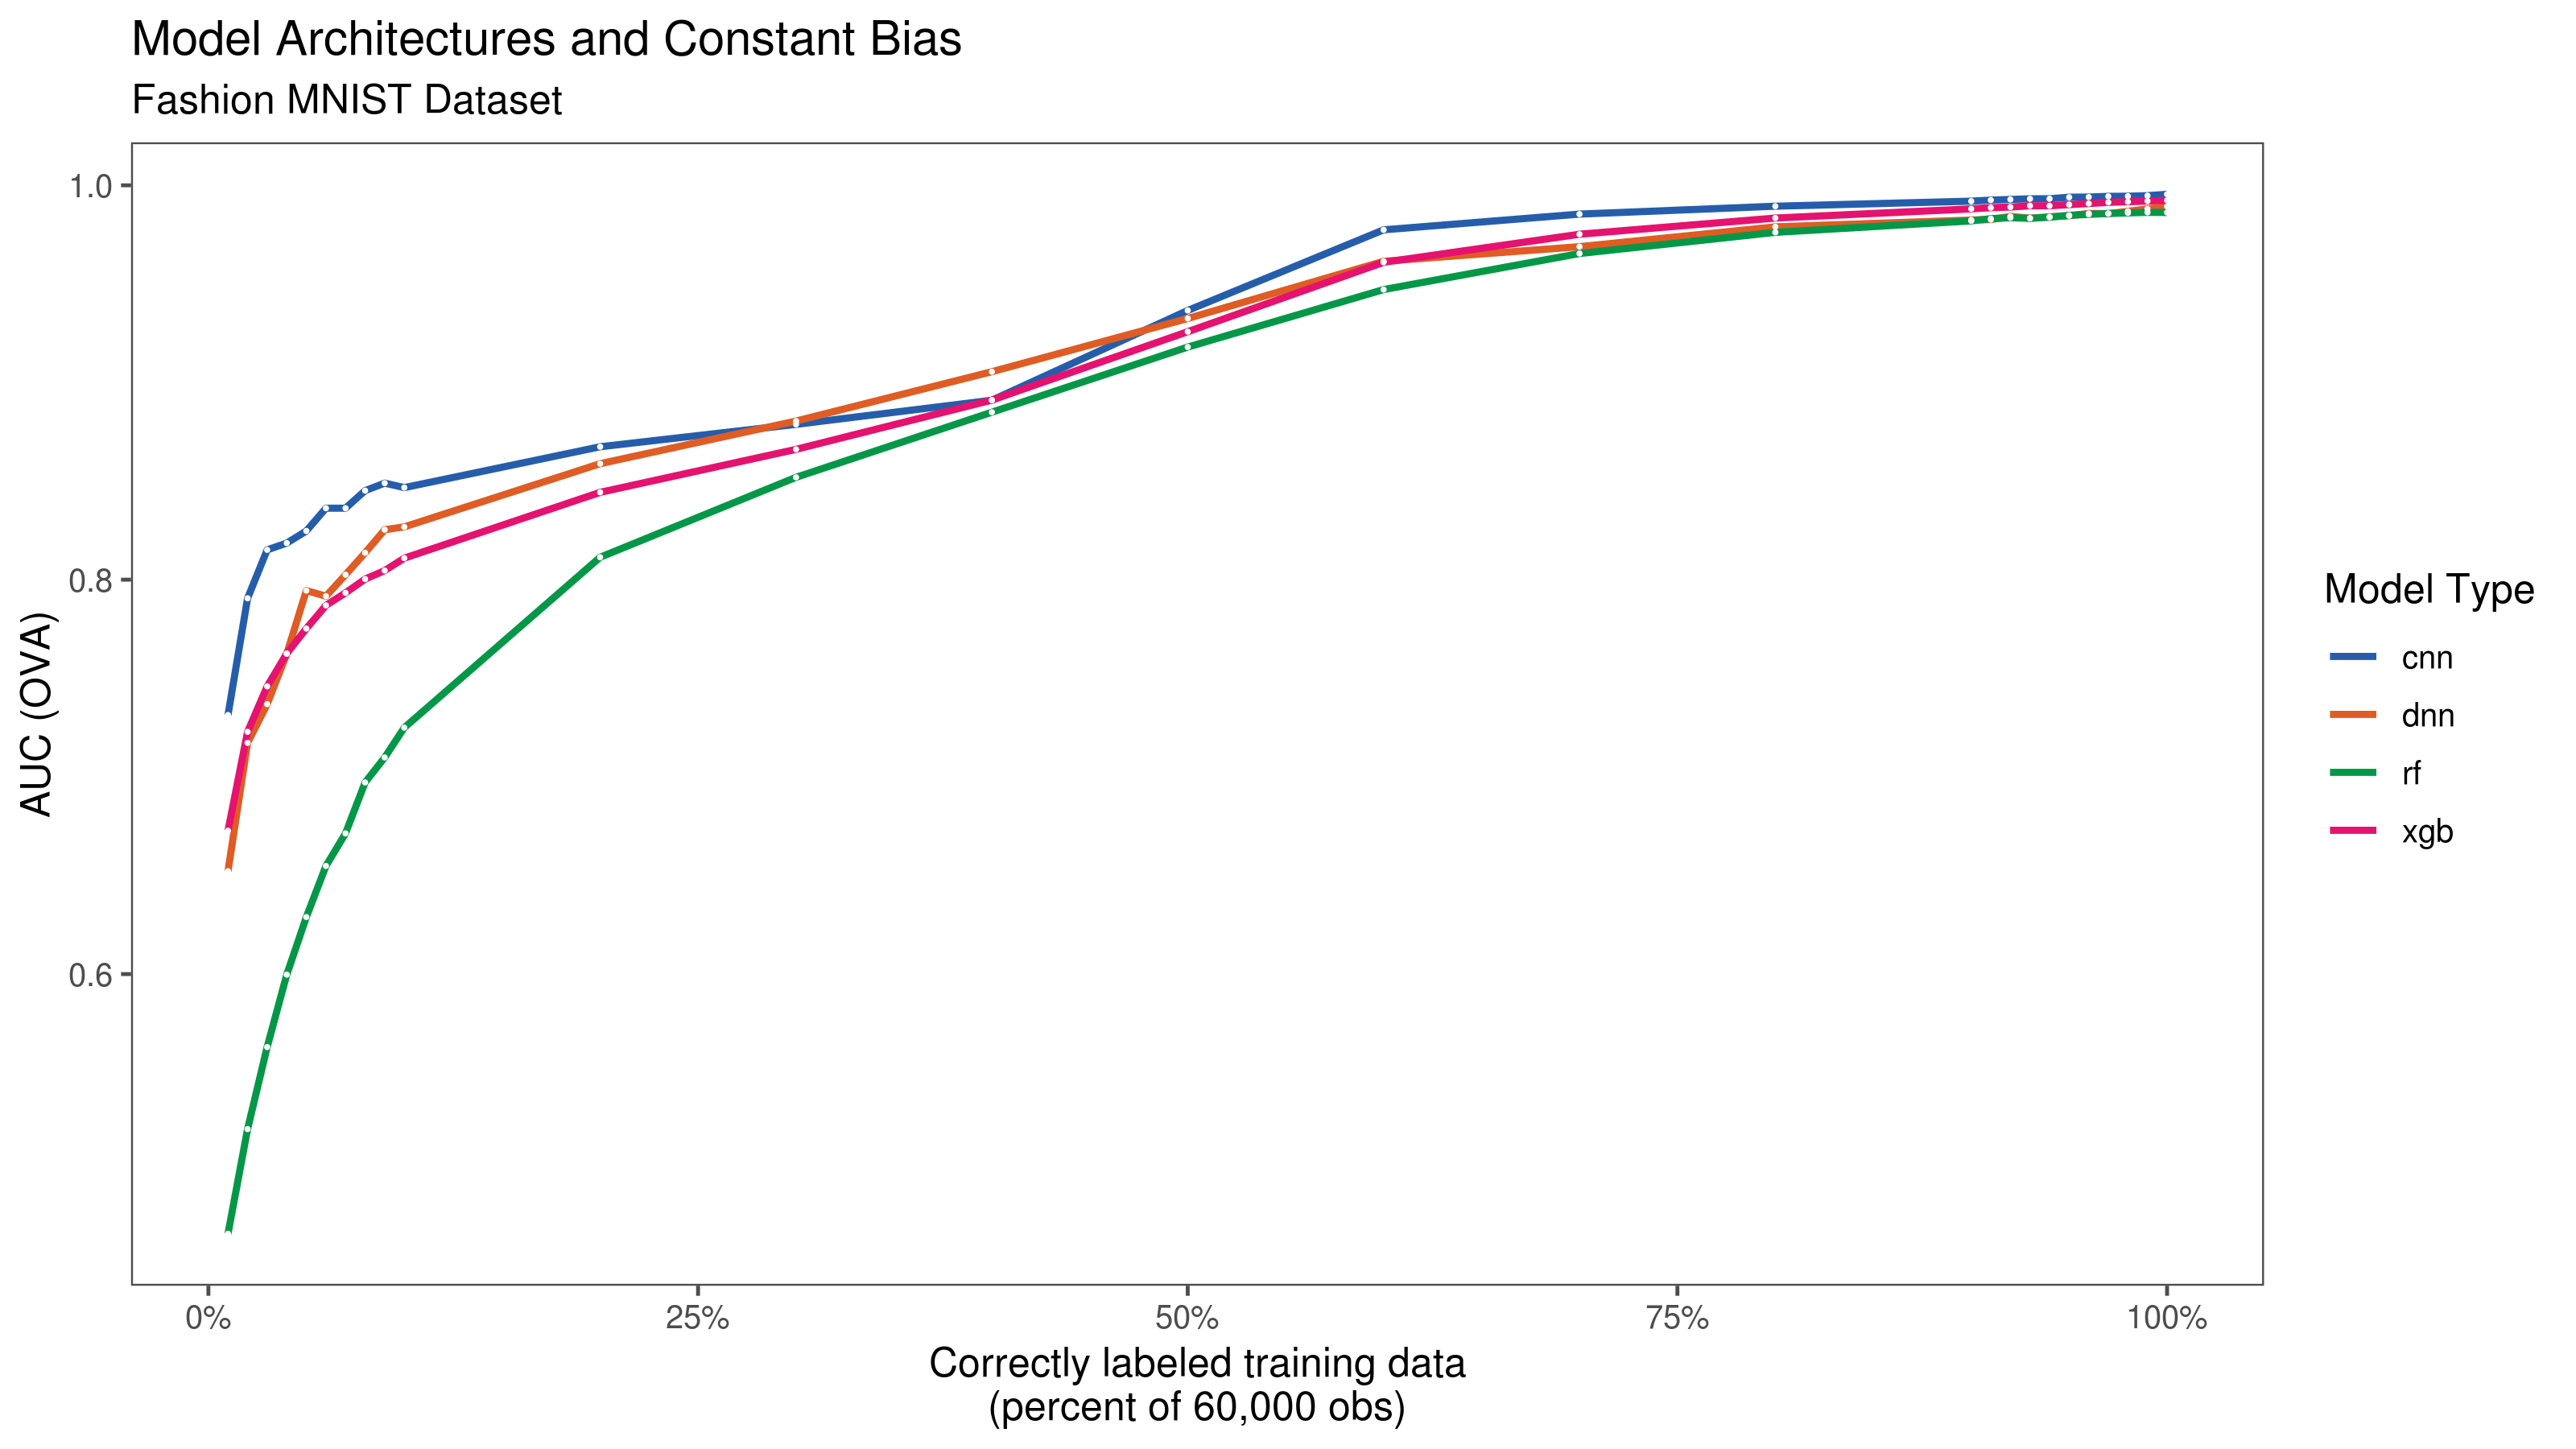 Model Architectures and Constant Bias
Fashion MNIST Dataset
1.0
0.8
0.6
AUC (OVA)
0%
25%
50%
75%
100%
Correctly labeled training data
(percent of 60,000 obs)
Model Type
cnn
dnn
rf
xgb